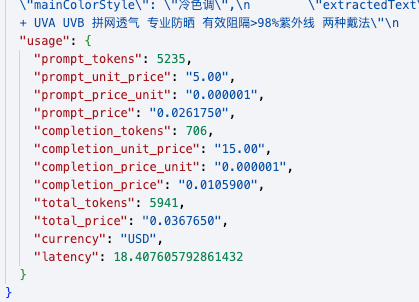 \"mainColorStyle\": \"冷色调\",\n        \"extractedText\
+ UVA UVB 拼网透气 专业防晒 有效阻隔>98%紫外线 两种戴法\"\n
"usage": {
"prompt_tokens": 5235,
"prompt_unit_price": "5.00",
"prompt_price_unit": "0.000001",
"prompt_price": "0.0261750",
"completion_tokens": 706,
"completion_unit_price": "15.00",
"completion_price_unit": "0.000001",
"completion_price": "0.0105900",
"total_tokens": 5941,
"total_price": "0.0367650",
"currency": "USD",
"latency": 18.407605792861432
}
}